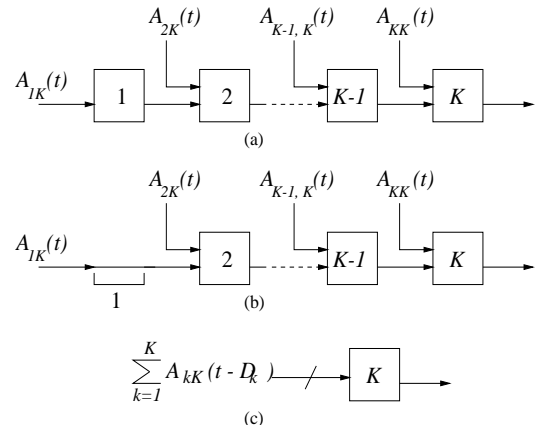 A_{2K}(t) A_{K-1, K}(t) A_{KK}(t)
A_{1K}(t)
1 2 K-1 K
(a)
A_{2K}(t) A_{K-1, K}(t) A_{KK}(t)
A_{1K}(t)
2 K-1 K
1
(b)
K
∑ A_{kK}(t - D_k) K
k=1
(c)